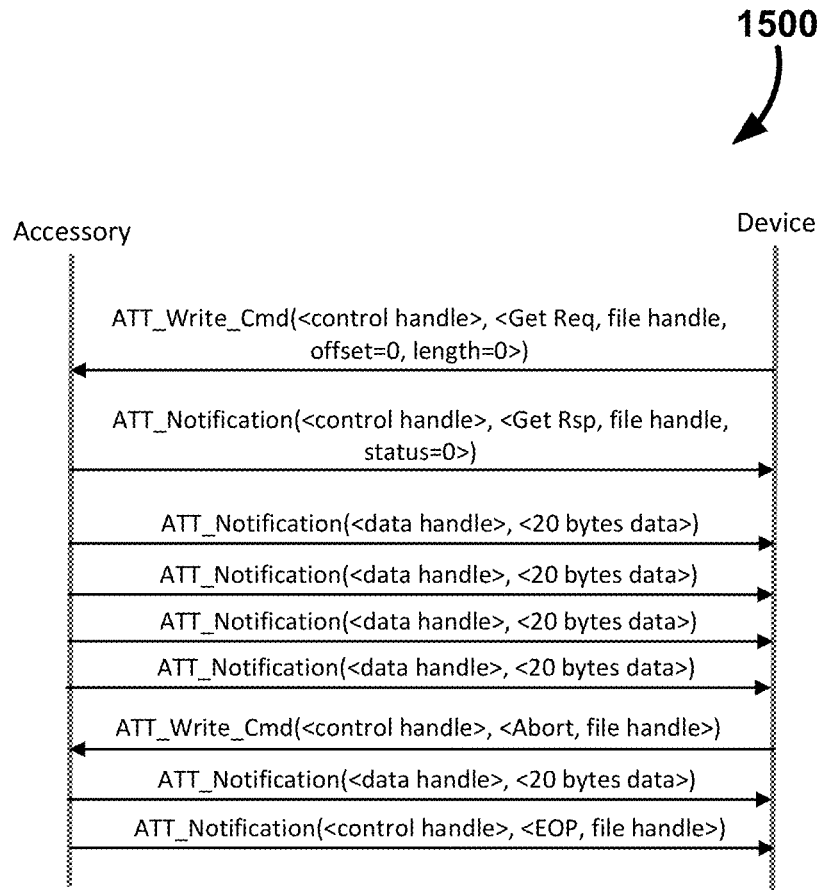 1500
Accessory
Device
ATT_Write_Cmd(<control handle>, <Get Req, file handle,
offset=0, length=0>)
ATT_Notification(<control handle>, <Get Rsp, file handle,
status=0>)
ATT_Notification(<data handle>, <20 bytes data>)
ATT_Notification(<data handle>, <20 bytes data>)
ATT_Notification(<data handle>, <20 bytes data>)
ATT_Notification(<data handle>, <20 bytes data>)
ATT_Write_Cmd(<control handle>, <Abort, file handle>)
ATT_Notification(<data handle>, <20 bytes data>)
ATT_Notification(<control handle>, <EOP, file handle>)